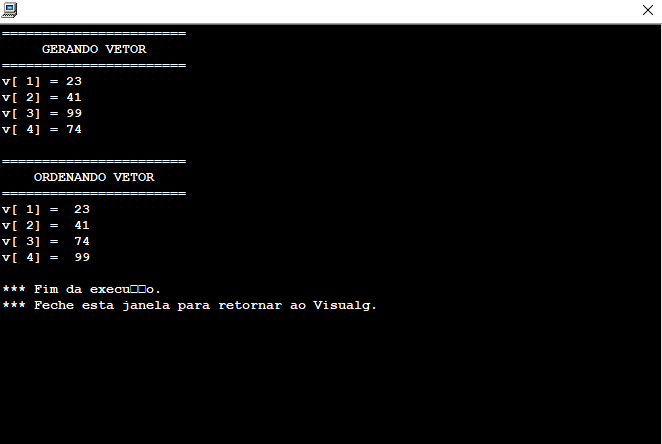 =======================
GERANDO VETOR
=======================
v[ 1] = 23
v[ 2] = 41
v[ 3] = 99
v[ 4] = 74
=======================
ORDENANDO VETOR
=======================
v[ 1] =  23
v[ 2] =  41
v[ 3] =  74
v[ 4] =  99
*** Fim da execu□□o.
*** Feche esta janela para retornar ao Visualg.